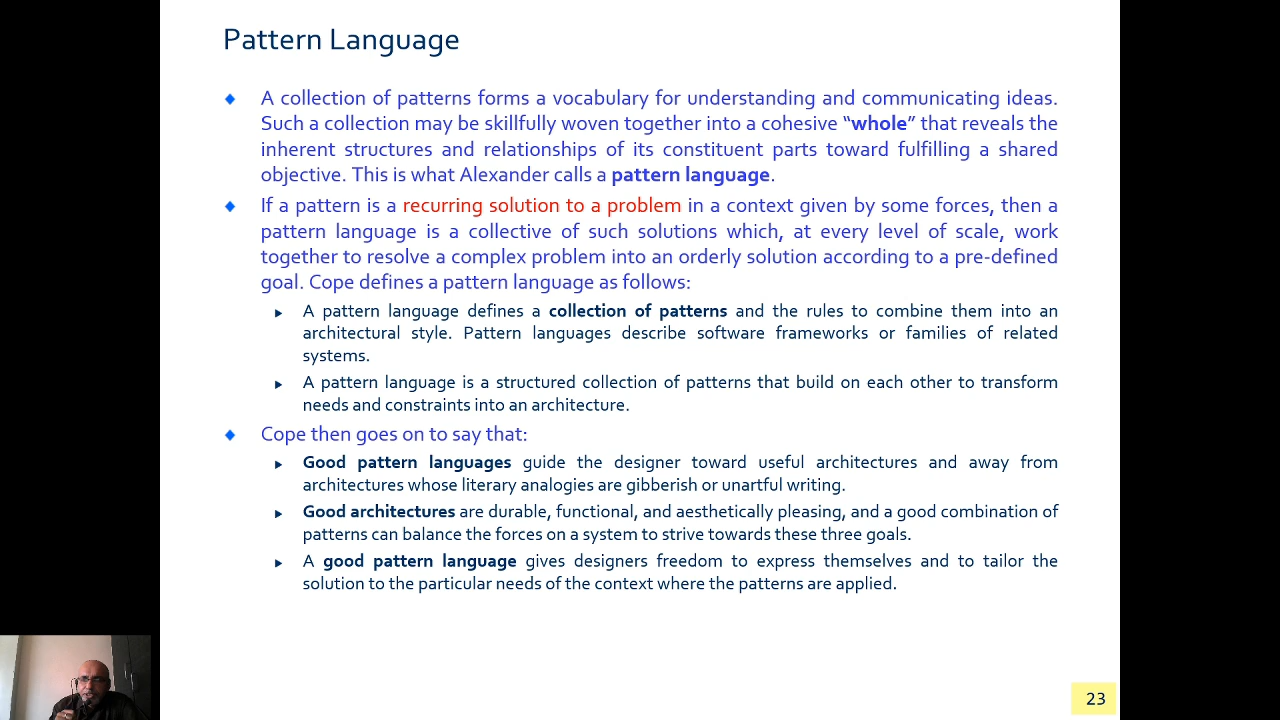 Pattern Language
A collection of patterns forms a vocabulary for understanding and communicating ideas.
Such a collection may be skillfully woven together into a cohesive “whole” that reveals the
inherent structures and relationships of its constituent parts toward fulfilling a shared
objective. This is what Alexander calls a pattern language.
If a pattern is a recurring solution to a problem in a context given by some forces, then a
pattern language is a collective of such solutions which, at every level of scale, work
together to resolve a complex problem into an orderly solution according to a pre-defined
goal. Cope defines a pattern language as follows:
A pattern language defines a collection of patterns and the rules to combine them into an
architectural style. Pattern languages describe software frameworks or families of related
systems.
A pattern language is a structured collection of patterns that build on each other to transform
needs and constraints into an architecture.
Cope then goes on to say that:
Good pattern languages guide the designer toward useful architectures and away from
architectures whose literary analogies are gibberish or unartful writing.
Good architectures are durable, functional, and aesthetically pleasing, and a good combination of
patterns can balance the forces on a system to strive towards these three goals.
A good pattern language gives designers freedom to express themselves and to tailor the
solution to the particular needs of the context where the patterns are applied.
23